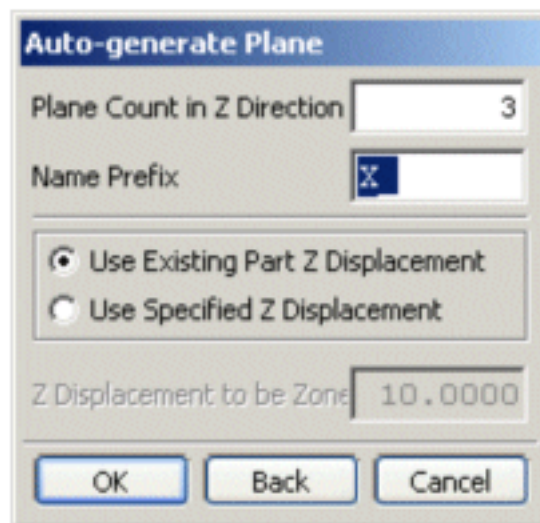 Auto-generate Plane
Plane Count in Z Direction 3
Name Prefix X_
Use Existing Part Z Displacement
Use Specified Z Displacement
Z Displacement to be Zone 10.0000
OK Back Cancel